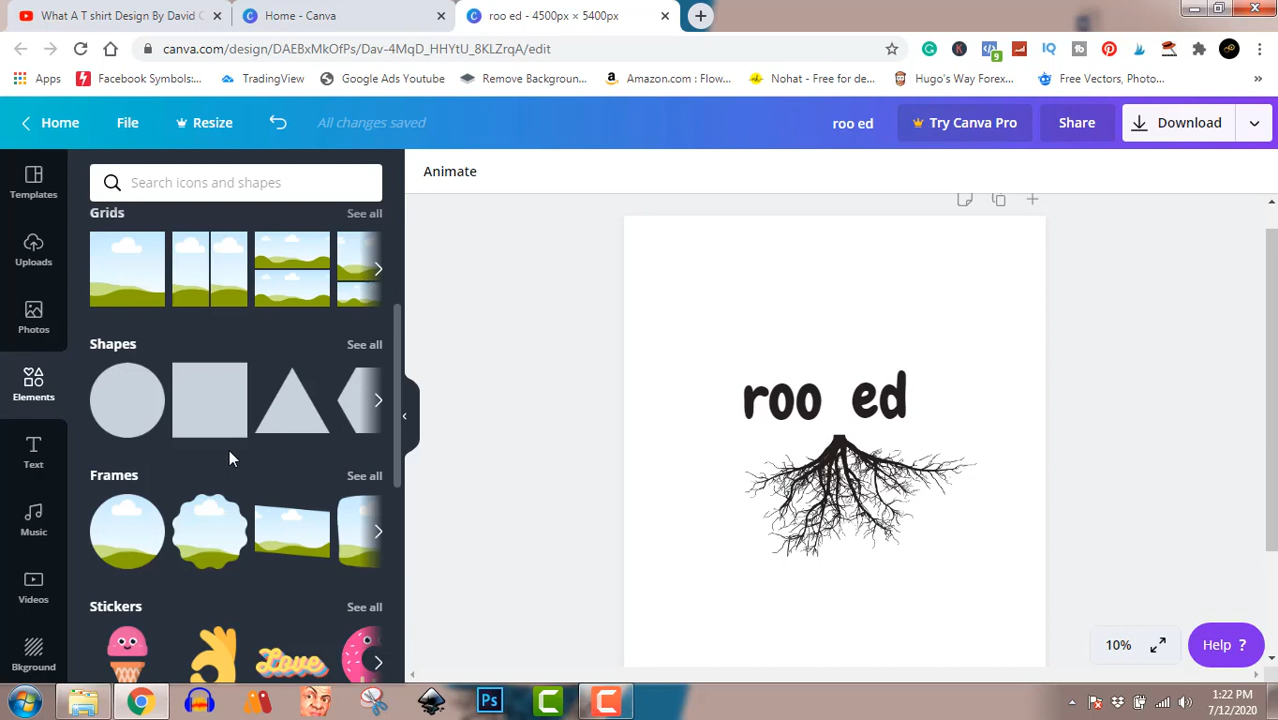 What A T shirt Design By David C
Home - Canva
roo ed - 4500px × 5400px
canva.com/design/DAEBxMkOfPs/Dav-4MqD_HHYtU_8KLZrqA/edit
9
Apps
Facebook Symbols:...
TradingView
Google Ads Youtube
Remove Backgroun...
Amazon.com : Flow...
Nohat - Free for de...
Hugo's Way Forex...
Free Vectors, Photo...
Home
File
Resize
All changes saved
roo ed
Try Canva Pro
Share
Download
Templates
Uploads
Photos
Elements
Text
Music
Videos
Bkground
Search icons and shapes
Grids
See all
Shapes
See all
Frames
See all
Stickers
See all
Love
Animate
roo ed
10%
Help ?
Ps
1:22 PM
7/12/2020